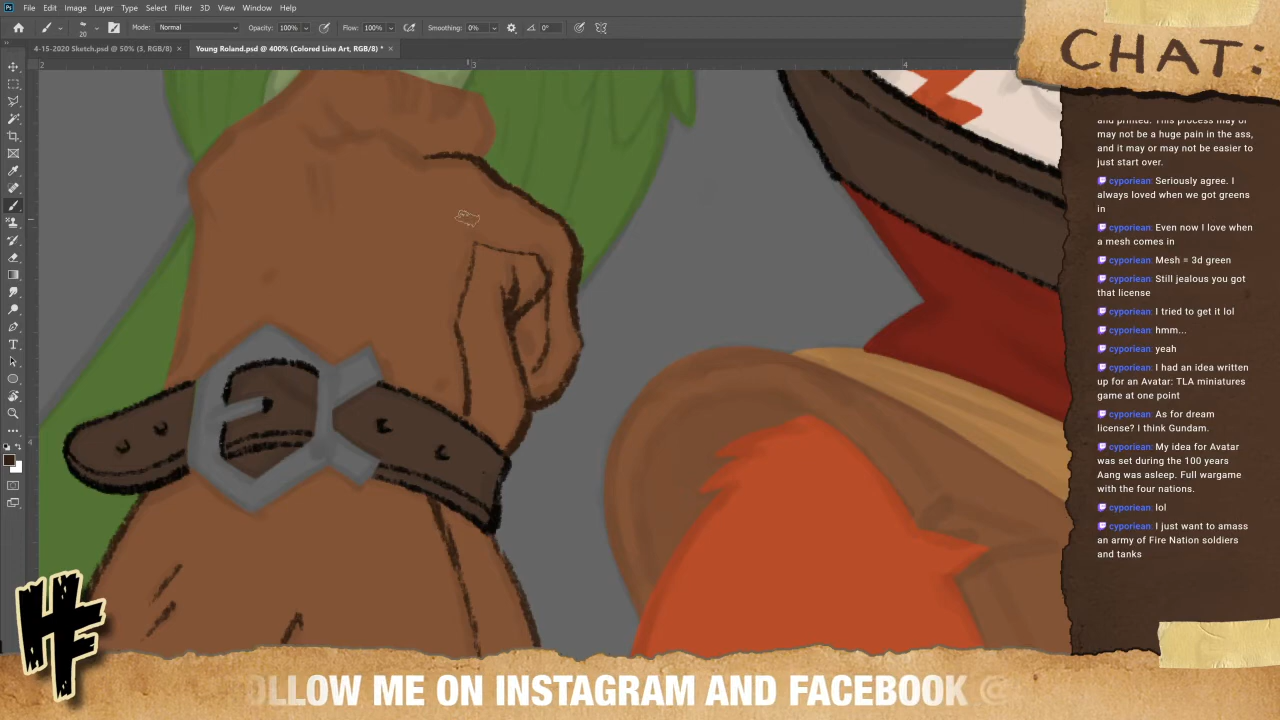 File Edit Image Layer Type Select Filter 3D View Window Help
20 Mode: Normal Opacity: 100% Flow: 100% Smoothing: 0% 0°
4-15-2020 Sketch.psd @ 50% (3, RGB/8) × Young Roland.psd @ 400% (Colored Line Art, RGB/8) * ×
2 3 4
4
CHAT:
and printed. This process may or
may not be a huge pain in the ass,
and it may or may not be easier to
just start over.
cyporiean: Seriously agree. I
always loved when we got greens
in
cyporiean: Even now I love when
a mesh comes in
cyporiean: Mesh = 3d green
cyporiean: Still jealous you got
that license
cyporiean: I tried to get it lol
cyporiean: hmm...
cyporiean: yeah
cyporiean: I had an idea written
up for an Avatar: TLA miniatures
game at one point
cyporiean: As for dream
license? I think Gundam.
cyporiean: My idea for Avatar
was set during the 100 years
Aang was asleep. Full wargame
with the four nations.
cyporiean: lol
cyporiean: I just want to amass
an army of Fire Nation soldiers
and tanks
HF
OLLOW ME ON INSTAGRAM AND FACEBOOK @